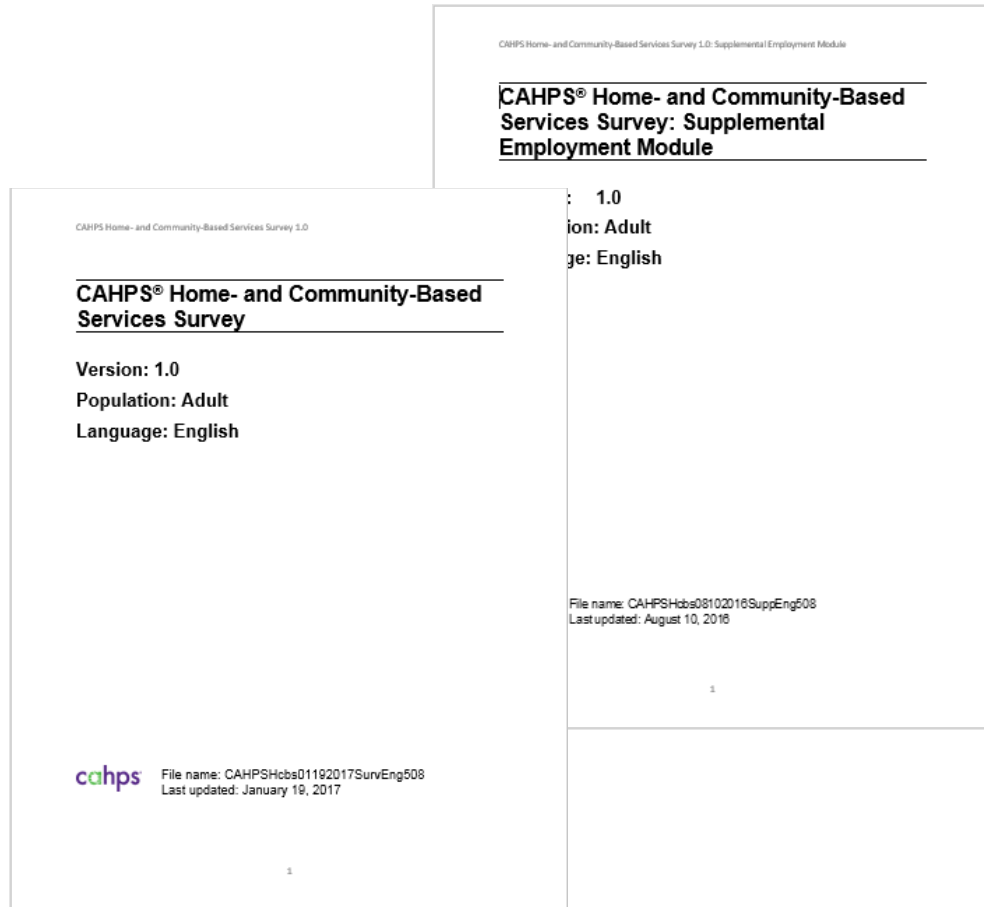 CAHPS Home- and Community-Based Services Survey 1.0: Supplemental Employment Module
CAHPS® Home- and Community-Based
Services Survey: Supplemental
Employment Module
: 1.0
ion: Adult
ge: English
File name: CAHPSHcbs08102016SuppEng508
Last updated: August 10, 2016
1
CAHPS Home- and Community-Based Services Survey 1.0
CAHPS® Home- and Community-Based
Services Survey
Version: 1.0
Population: Adult
Language: English
cahps
File name: CAHPSHcbs01192017SurvEng508
Last updated: January 19, 2017
1